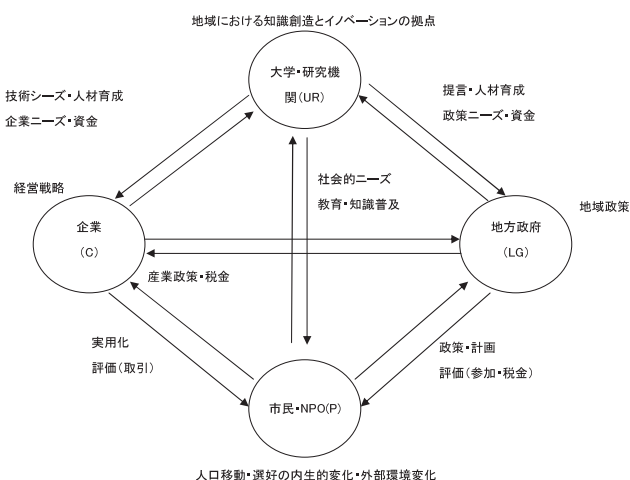 地域における知識創造とイノベーションの拠点
大学・研究機
関(UR)
技術シーズ・人材育成
企業ニーズ・資金
提言・人材育成
政策ニーズ・資金
社会的ニーズ
教育・知識普及
経営戦略
企業
(C)
地域政策
地方政府
(LG)
産業政策・税金
実用化
評価(取引)
政策・計画
評価(参加・税金)
市民・NPO(P)
人口移動・選好の内生的変化・外部環境変化